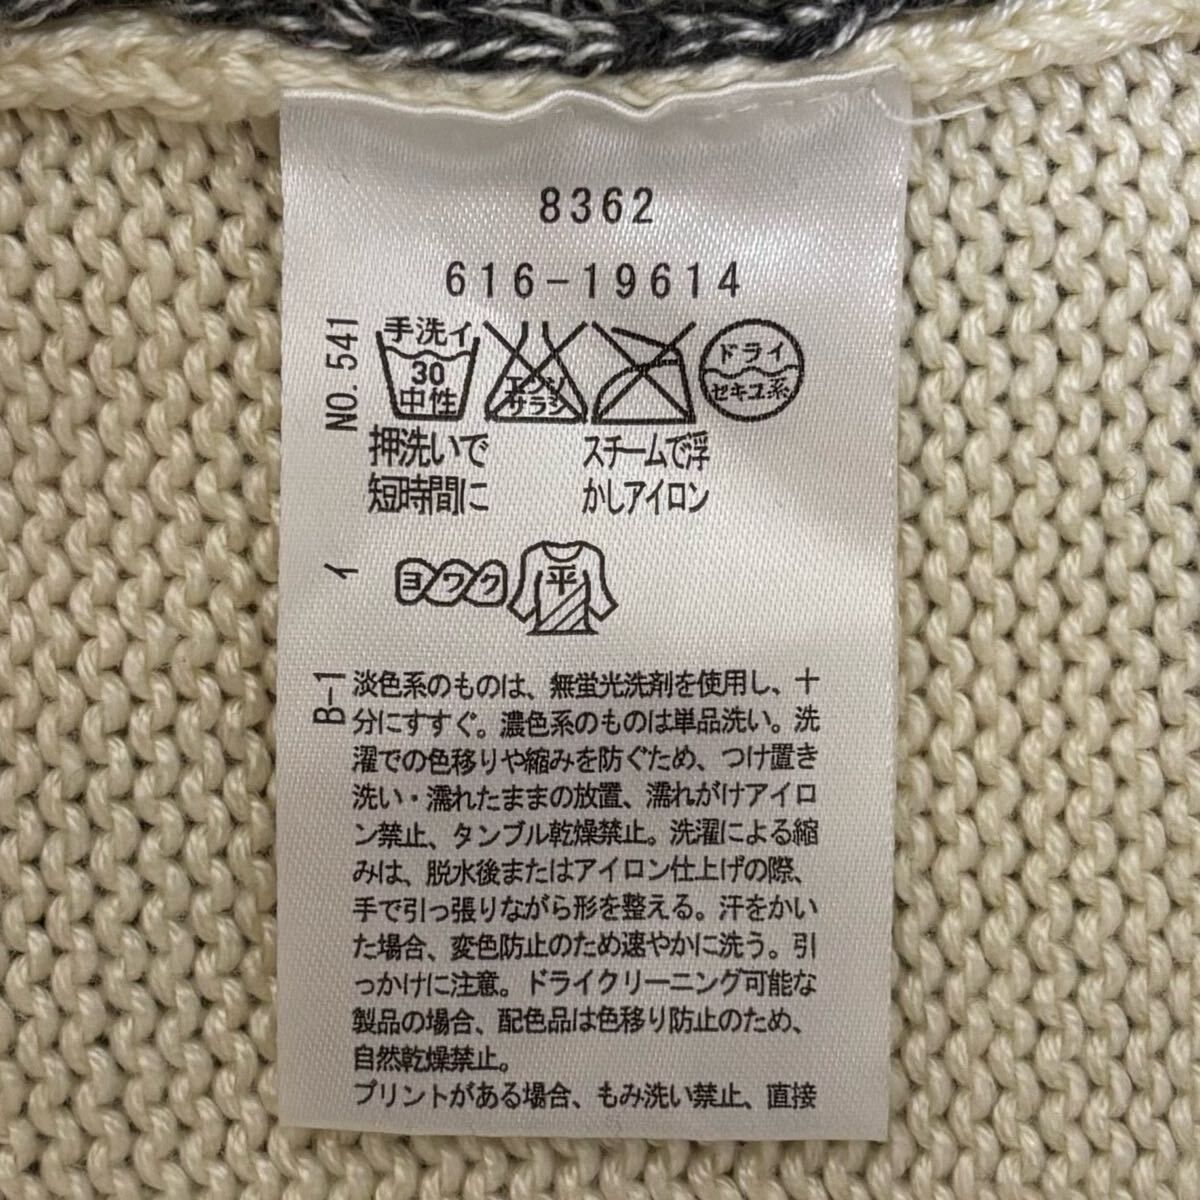 8362
616-19614
NO. 541
手洗イ
30
中性
エンソ
サラシ
ドライ
セキユ系
押洗いで
短時間に
スチームで浮
かしアイロン
イ
ヨワク
平
B-1
淡色系のものは、無蛍光洗剤を使用し、十
分にすすぐ。濃色系のものは単品洗い。洗
濯での色移りや縮みを防ぐため、つけ置き
洗い・濡れたままの放置、濡れがけアイロ
ン禁止、タンブル乾燥禁止。洗濯による縮
みは、脱水後またはアイロン仕上げの際、
手で引っ張りながら形を整える。汗をかい
た場合、変色防止のため速やかに洗う。引
っかけに注意。ドライクリーニング可能な
製品の場合、配色品は色移り防止のため、
自然乾燥禁止。
プリントがある場合、もみ洗い禁止、直接